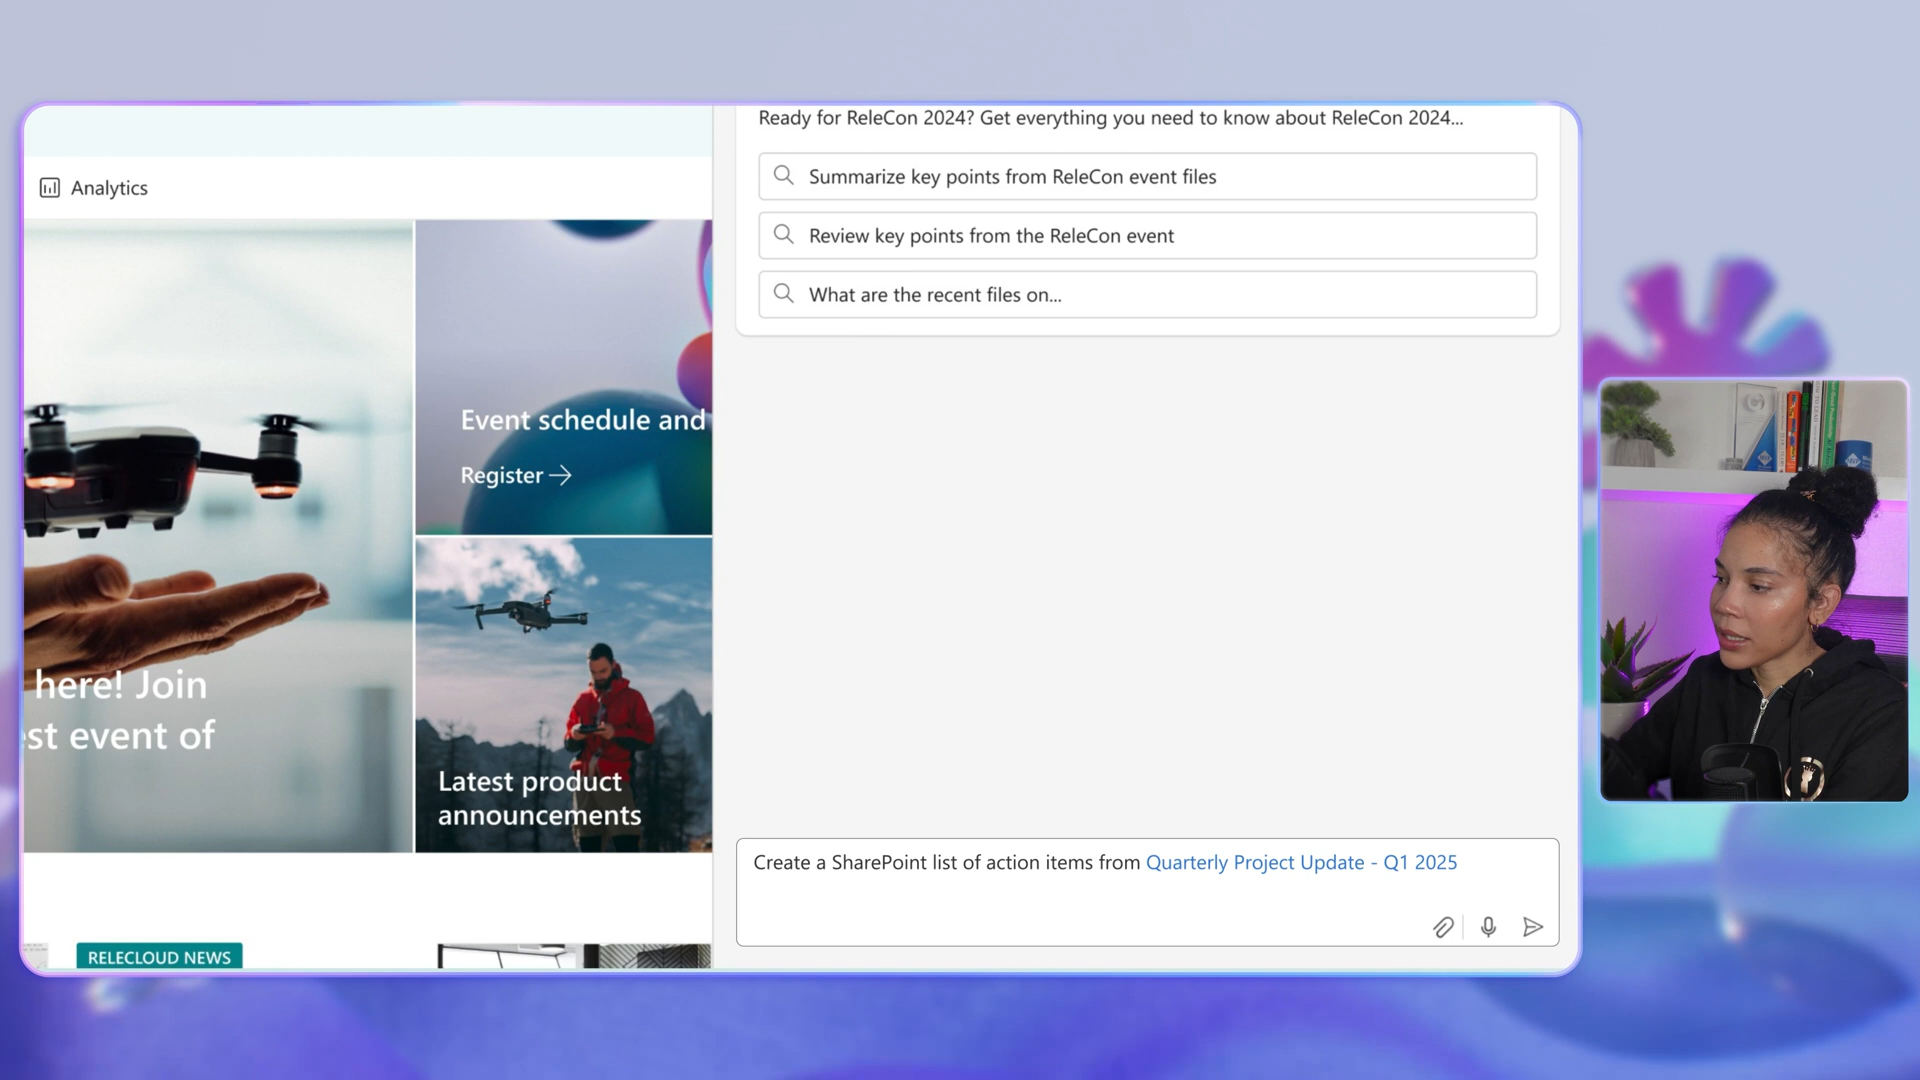 Analytics
here! Join
est event of
Event schedule and
Register
Latest product
announcements
RELECLOUD NEWS
Ready for ReleCon 2024? Get everything you need to know about ReleCon 2024...
Summarize key points from ReleCon event files
Review key points from the ReleCon event
What are the recent files on...
Create a SharePoint list of action items from Quarterly Project Update - Q1 2025